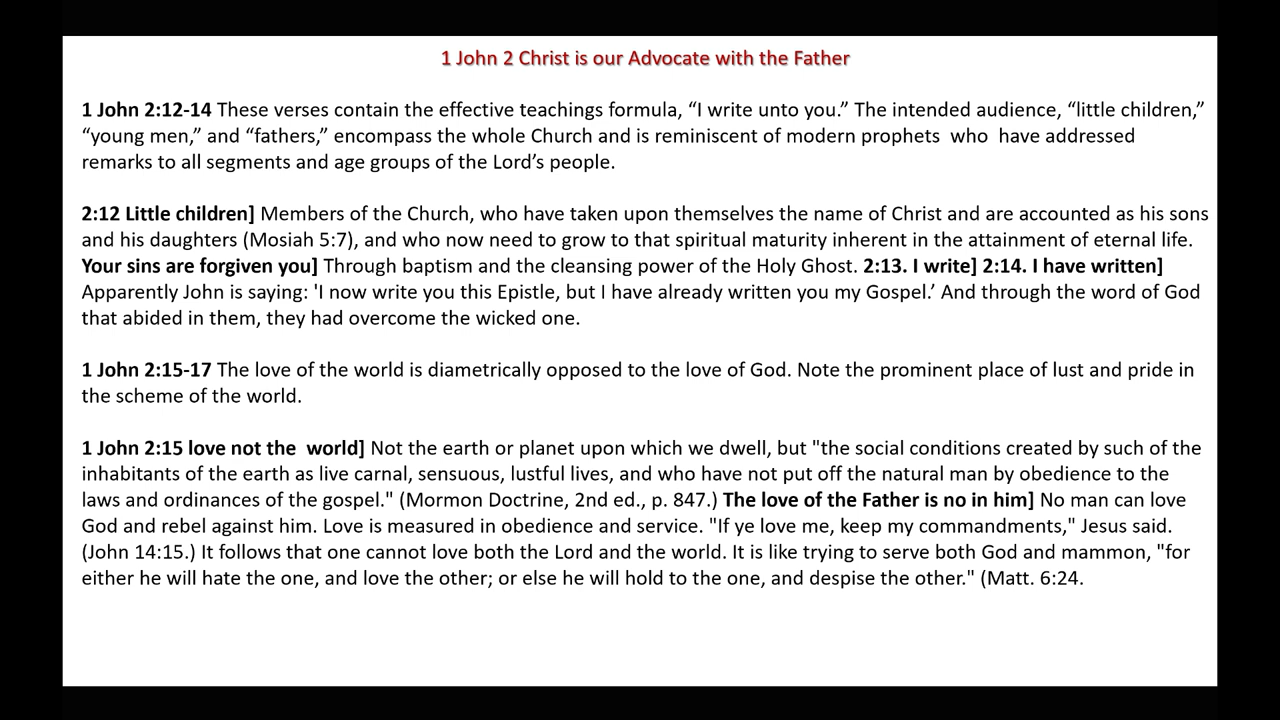 1 John 2 Christ is our Advocate with the Father
1 John 2:12-14 These verses contain the effective teachings formula, “I write unto you.” The intended audience, “little children,”
“young men,” and “fathers,” encompass the whole Church and is reminiscent of modern prophets  who  have addressed
remarks to all segments and age groups of the Lord’s people.
2:12 Little children] Members of the Church, who have taken upon themselves the name of Christ and are accounted as his sons
and his daughters (Mosiah 5:7), and who now need to grow to that spiritual maturity inherent in the attainment of eternal life.
Your sins are forgiven you] Through baptism and the cleansing power of the Holy Ghost. 2:13. I write] 2:14. I have written]
Apparently John is saying: 'I now write you this Epistle, but I have already written you my Gospel.’ And through the word of God
that abided in them, they had overcome the wicked one.
1 John 2:15-17 The love of the world is diametrically opposed to the love of God. Note the prominent place of lust and pride in
the scheme of the world.
1 John 2:15 love not the  world] Not the earth or planet upon which we dwell, but "the social conditions created by such of the
inhabitants of the earth as live carnal, sensuous, lustful lives, and who have not put off the natural man by obedience to the
laws and ordinances of the gospel." (Mormon Doctrine, 2nd ed., p. 847.) The love of the Father is no in him] No man can love
God and rebel against him. Love is measured in obedience and service. "If ye love me, keep my commandments," Jesus said.
(John 14:15.) It follows that one cannot love both the Lord and the world. It is like trying to serve both God and mammon, "for
either he will hate the one, and love the other; or else he will hold to the one, and despise the other." (Matt. 6:24.